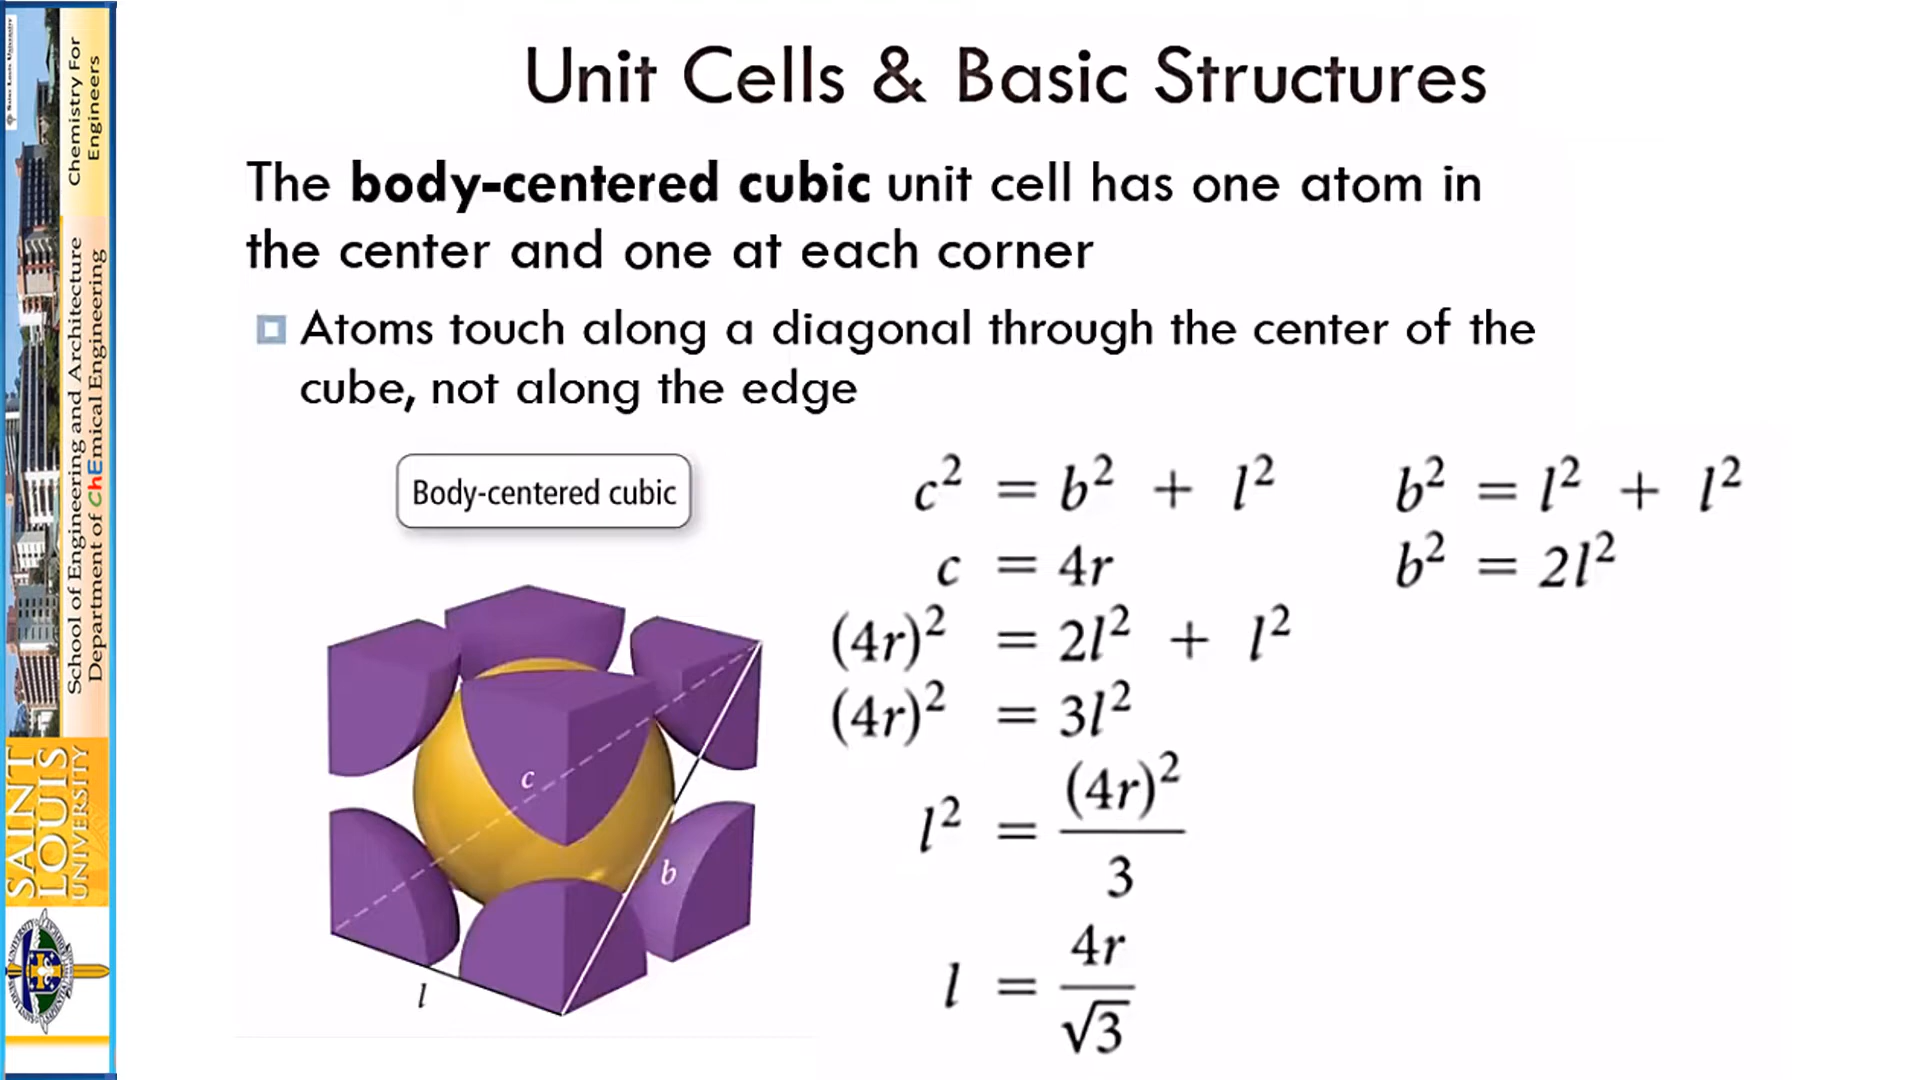 Unit Cells & Basic Structures
The body-centered cubic unit cell has one atom in
the center and one at each corner
Atoms touch along a diagonal through the center of the
cube, not along the edge
Body-centered cubic
c
b
l
c² = b² + l²
c = 4r
(4r)² = 2l² + l²
(4r)² = 3l²
l² = (4r)² / 3
l = 4r / √3
b² = l² + l²
b² = 2l²
Chemistry For
Engineers
School of Engineering and Architecture
Department of ChEmical Engineering
SAINT
LOUIS
UNIVERSITY